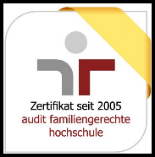 Zertifikat seit 2005
audit familiengerechte
hochschule